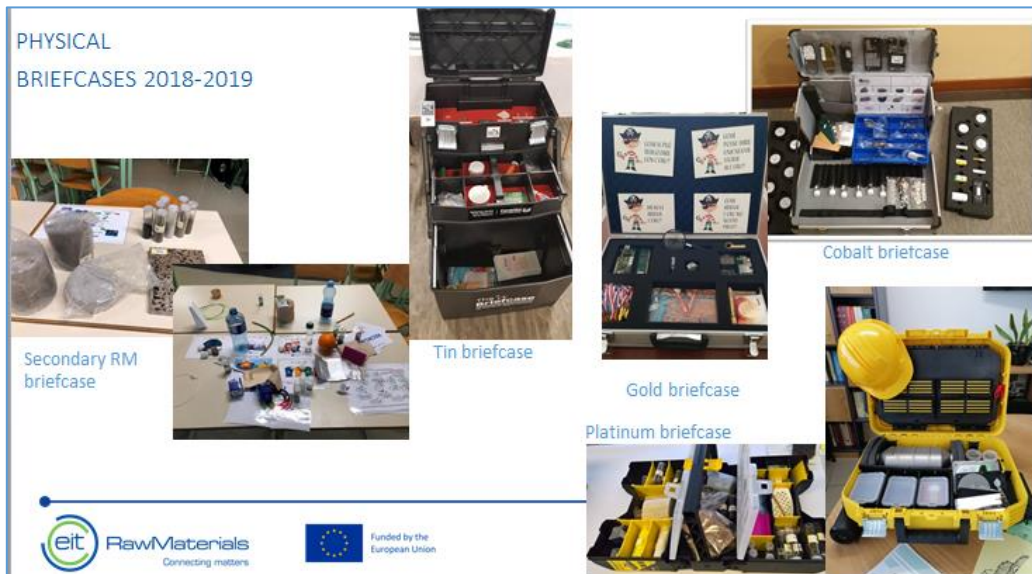 PHYSICAL
BRIEFCASES 2018-2019
Secondary RM
briefcase
Tin briefcase
Gold briefcase
Cobalt briefcase
Platinum briefcase
Briefcase
eit RawMaterials
Connecting matters
Funded by the
European Union